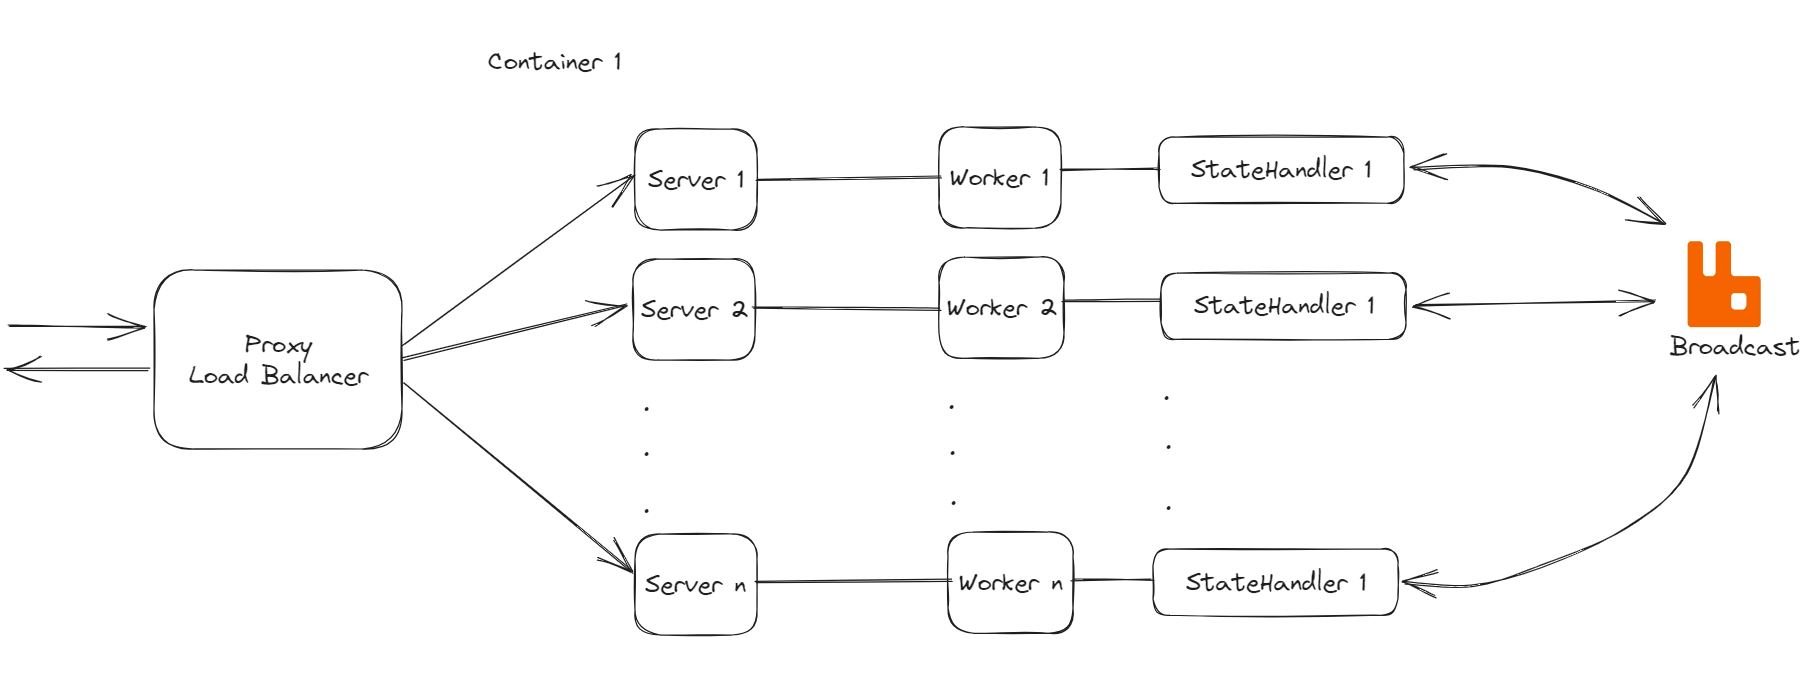 Container 1
Server 1
Worker 1
StateHandler 1
Server 2
Worker 2
StateHandler 1
Proxy
Load Balancer
Broadcast
Server n
Worker n
StateHandler 1